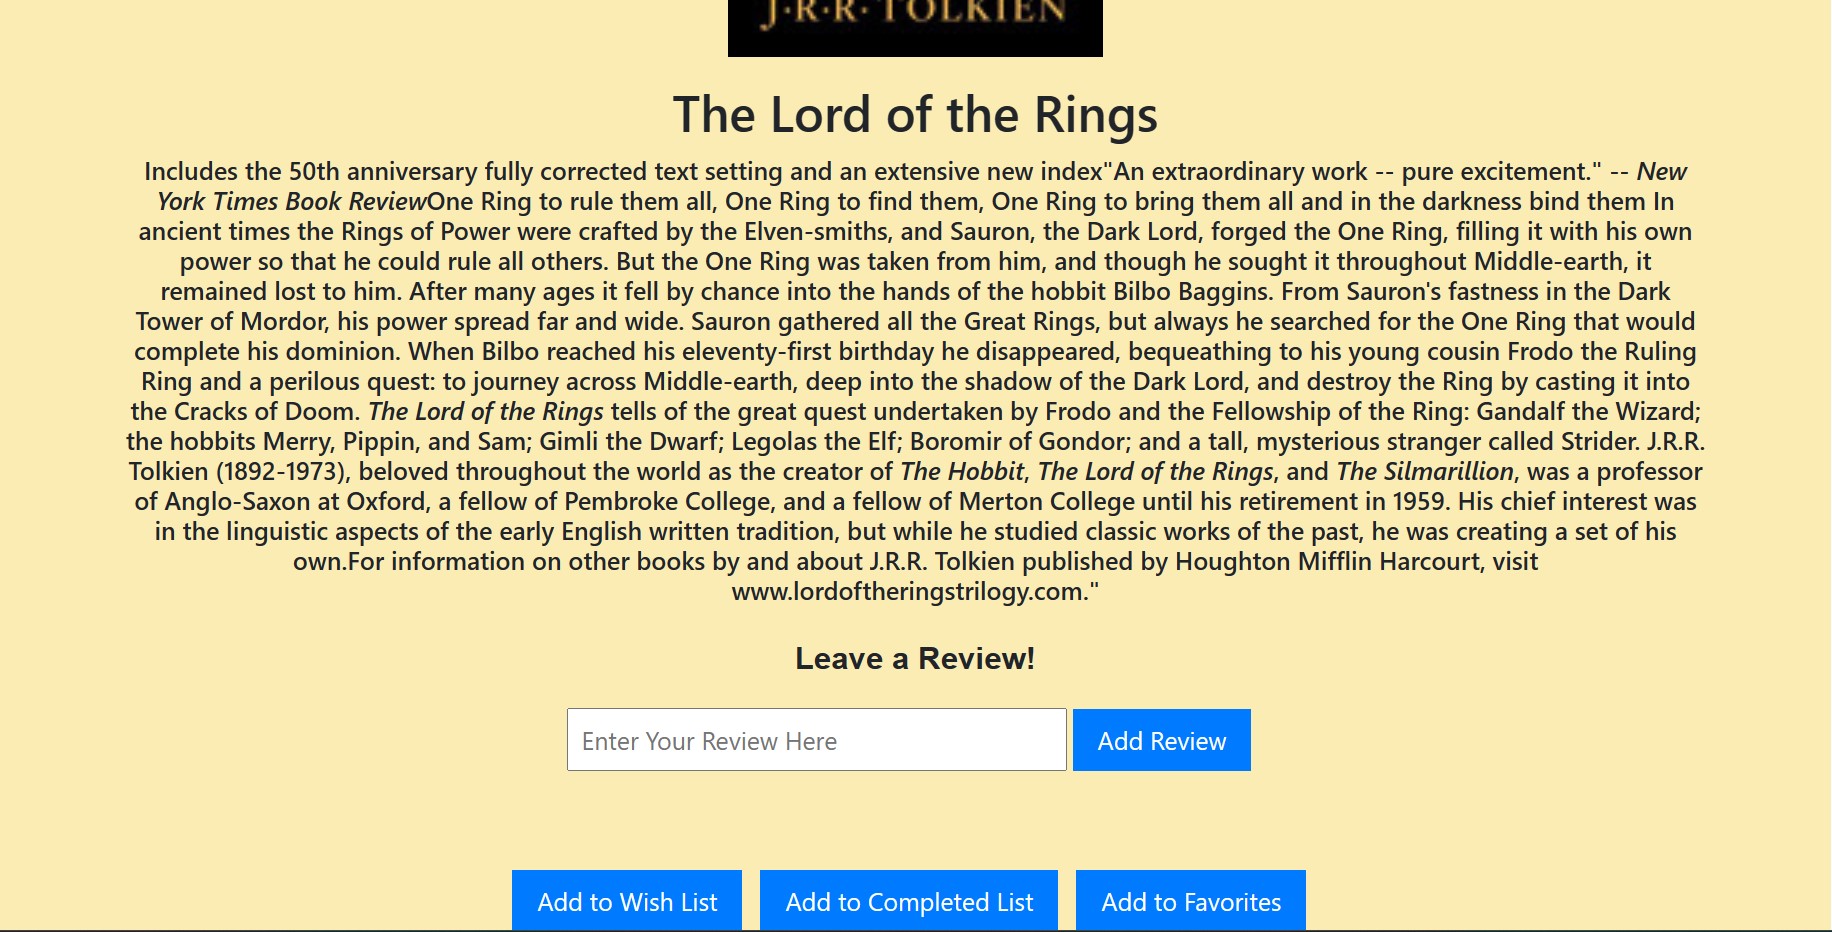 J·R·R·TOLKIEN
The Lord of the Rings
Includes the 50th anniversary fully corrected text setting and an extensive new index"An extraordinary work -- pure excitement." -- New
York Times Book ReviewOne Ring to rule them all, One Ring to find them, One Ring to bring them all and in the darkness bind them In
ancient times the Rings of Power were crafted by the Elven-smiths, and Sauron, the Dark Lord, forged the One Ring, filling it with his own
power so that he could rule all others. But the One Ring was taken from him, and though he sought it throughout Middle-earth, it
remained lost to him. After many ages it fell by chance into the hands of the hobbit Bilbo Baggins. From Sauron's fastness in the Dark
Tower of Mordor, his power spread far and wide. Sauron gathered all the Great Rings, but always he searched for the One Ring that would
complete his dominion. When Bilbo reached his eleventy-first birthday he disappeared, bequeathing to his young cousin Frodo the Ruling
Ring and a perilous quest: to journey across Middle-earth, deep into the shadow of the Dark Lord, and destroy the Ring by casting it into
the Cracks of Doom. The Lord of the Rings tells of the great quest undertaken by Frodo and the Fellowship of the Ring: Gandalf the Wizard;
the hobbits Merry, Pippin, and Sam; Gimli the Dwarf; Legolas the Elf; Boromir of Gondor; and a tall, mysterious stranger called Strider. J.R.R.
Tolkien (1892-1973), beloved throughout the world as the creator of The Hobbit, The Lord of the Rings, and The Silmarillion, was a professor
of Anglo-Saxon at Oxford, a fellow of Pembroke College, and a fellow of Merton College until his retirement in 1959. His chief interest was
in the linguistic aspects of the early English written tradition, but while he studied classic works of the past, he was creating a set of his
own.For information on other books by and about J.R.R. Tolkien published by Houghton Mifflin Harcourt, visit
www.lordoftheringstrilogy.com."
Leave a Review!
Enter Your Review Here Add Review
Add to Wish List Add to Completed List Add to Favorites